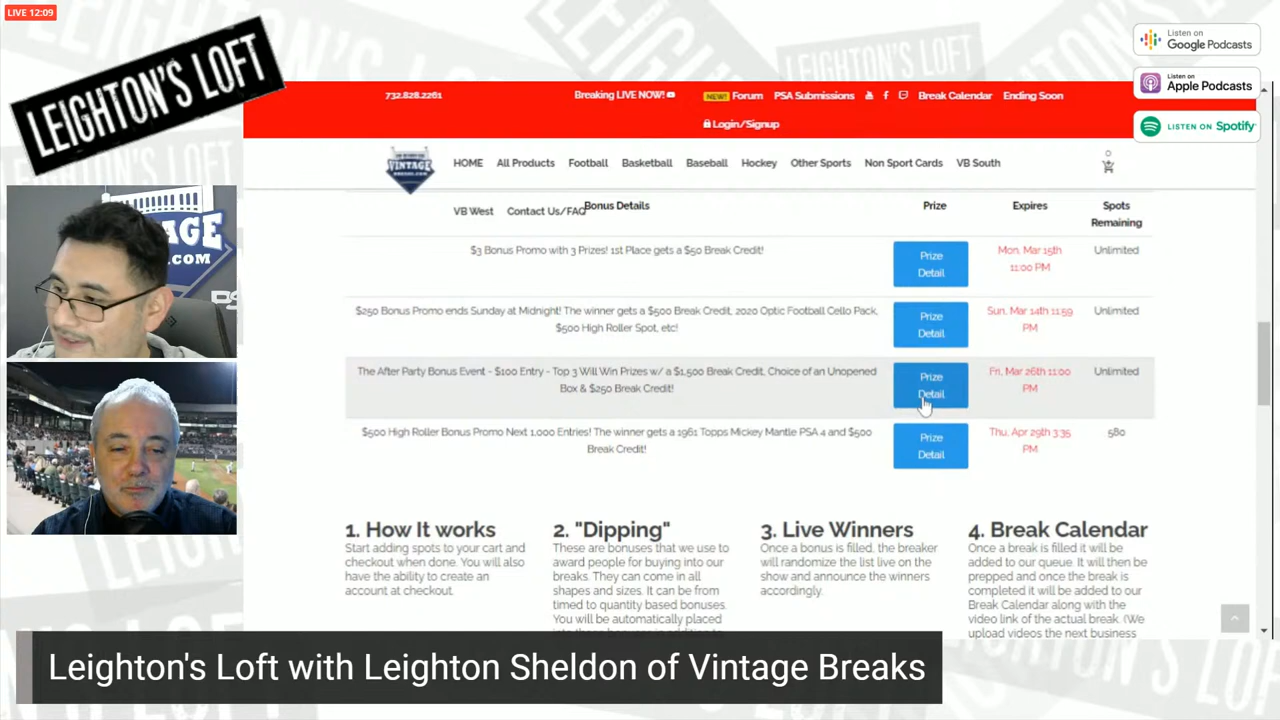 LIVE 12:09
LEIGHTON'S LOFT
Listen on
Google Podcasts
Listen on
Apple Podcasts
LISTEN ON Spotify
732.828.2261
Breaking LIVE NOW!
NEW! Forum
PSA Submissions
Break Calendar
Ending Soon
Login/Signup
VINTAGE
BREAKS
HOME
All Products
Football
Basketball
Baseball
Hockey
Other Sports
Non Sport Cards
VB South
0
VB West
Contact Us/FAQ
Bonus Details
Prize
Expires
Spots
Remaining
$3 Bonus Promo with 3 Prizes! 1st Place gets a $50 Break Credit!
Prize
Detail
Mon, Mar 15th
11:00 PM
Unlimited
$250 Bonus Promo ends Sunday at Midnight! The winner gets a $500 Break Credit, 2020 Optic Football Cello Pack,
$500 High Roller Spot, etc!
Prize
Detail
Sun, Mar 14th 11:59
PM
Unlimited
The After Party Bonus Event - $100 Entry - Top 3 Will Win Prizes w/ a $1,500 Break Credit, Choice of an Unopened
Box & $250 Break Credit!
Prize
Detail
Fri, Mar 26th 11:00
PM
Unlimited
$500 High Roller Bonus Promo Next 1,000 Entries! The winner gets a 1961 Topps Mickey Mantle PSA 4 and $500
Break Credit!
Prize
Detail
Thu, Apr 29th 3:35
PM
580
1. How It works
Start adding spots to your cart and
checkout when done. You will also
have the ability to create an
account at checkout.
2. "Dipping"
These are bonuses that we use to
award people for buying into our
breaks. They can come in all
shapes and sizes. It can be from
timed to quantity based bonuses.
You will be automatically placed
3. Live Winners
Once a bonus is filled, the breaker
will randomize the list live on the
show and announce the winners
accordingly.
4. Break Calendar
Once a break is filled it will be
added to our queue. It will then be
prepped and once the break is
completed it will be added to our
Break Calendar along with the
video link of the actual break. (We
upload videos the next business
AGE
.COM
Leighton's Loft with Leighton Sheldon of Vintage Breaks